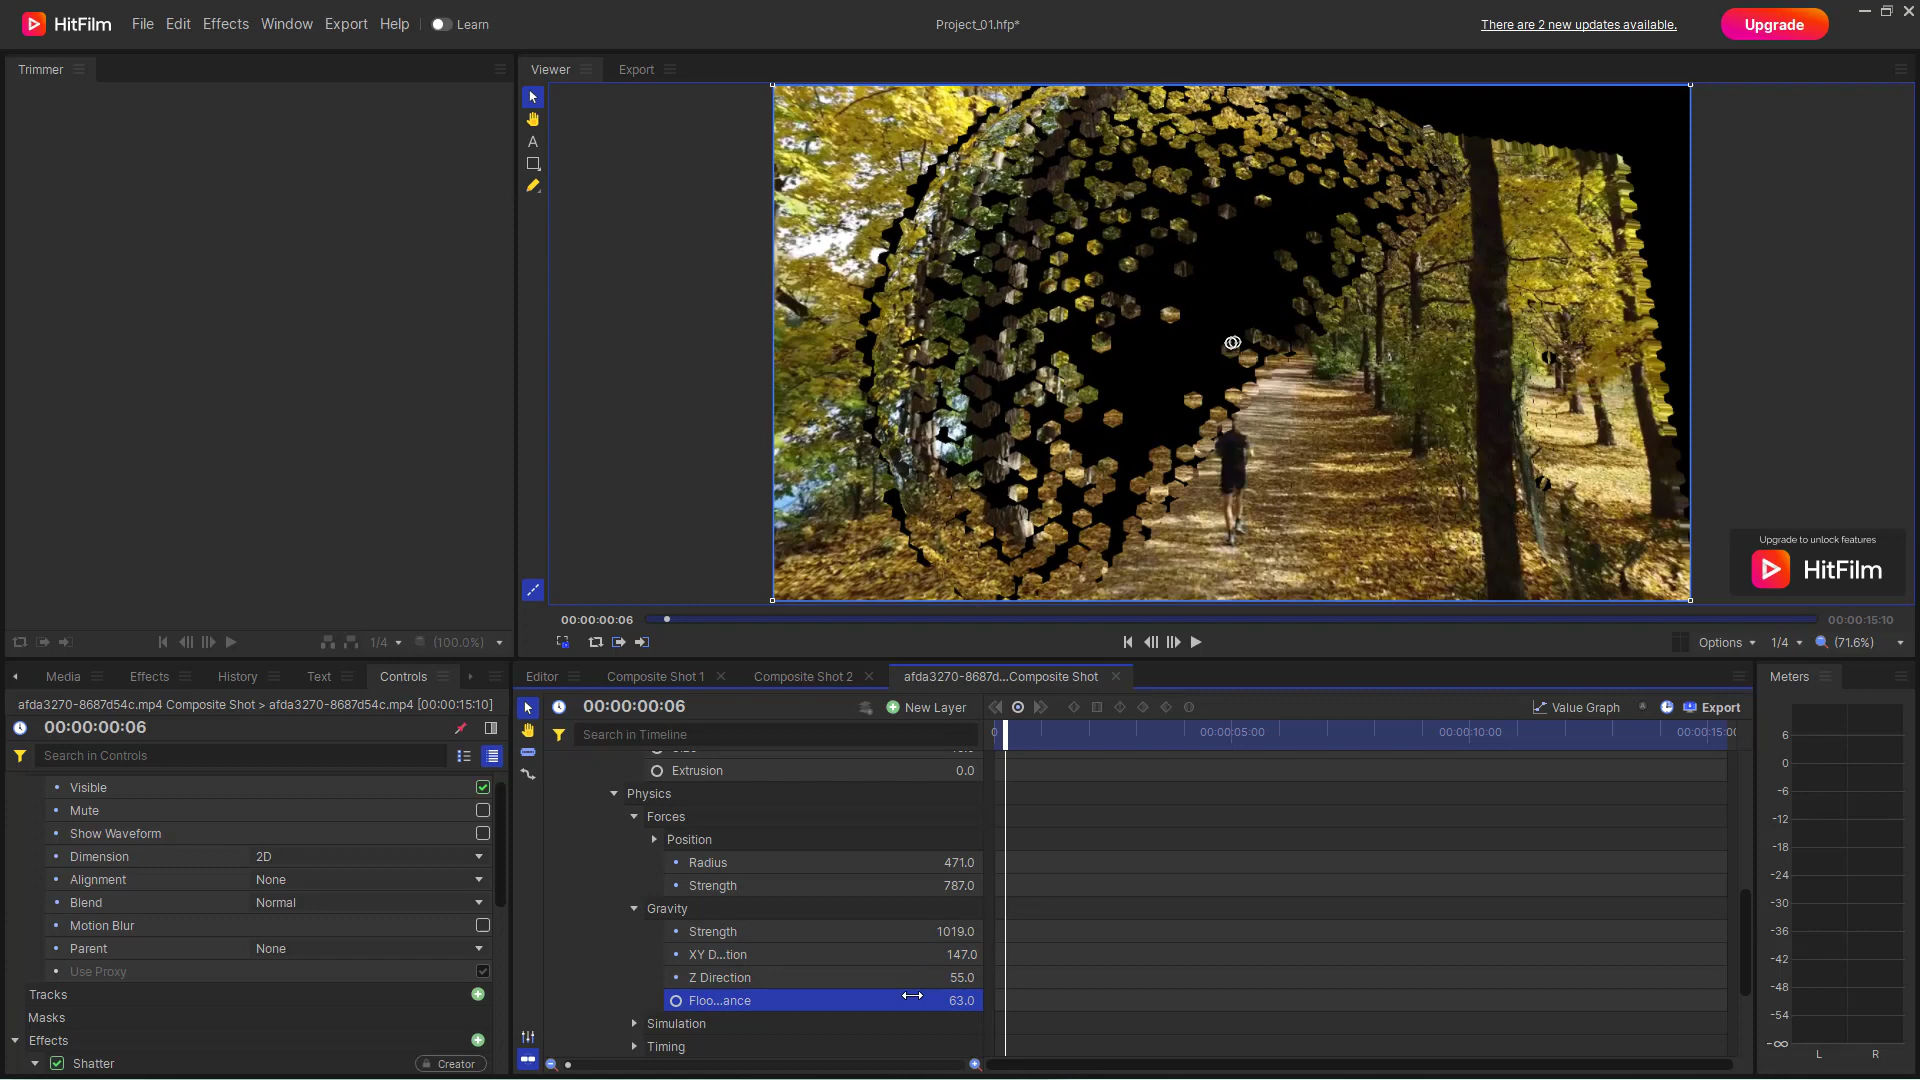 HitFilm File Edit Effects Window Export Help Learn Project_01.hfp* There are 2 new updates available. Upgrade
Trimmer Viewer Export
A
Upgrade to unlock features
HitFilm
00:00:00:06 00:00:15:10
1/4 (100.0%) Options 1/4 (71.6%)
Media Effects History Text Controls
Editor Composite Shot 1 Composite Shot 2 afda3270-8687d...Composite Shot Meters
afda3270-8687d54c.mp4 Composite Shot > afda3270-8687d54c.mp4 [00:00:15:10]
00:00:00:06
Search in Controls
Visible
Mute
Show Waveform
Dimension 2D
Alignment None
Blend Normal
Motion Blur
Parent None
Use Proxy
Tracks
Masks
Effects
Shatter Creator
00:00:00:06 New Layer Value Graph Export
Search in Timeline
0 00:00:05:00 00:00:10:00 00:00:15:0
Extrusion 0.0
Physics
Forces
Position
Radius 471.0
Strength 787.0
Gravity
Strength 1019.0
XY D...tion 147.0
Z Direction 55.0
Floo...ance 63.0
Simulation
Timing
6
0
-6
-12
-18
-24
-30
-36
-42
-48
-54
-∞
L R